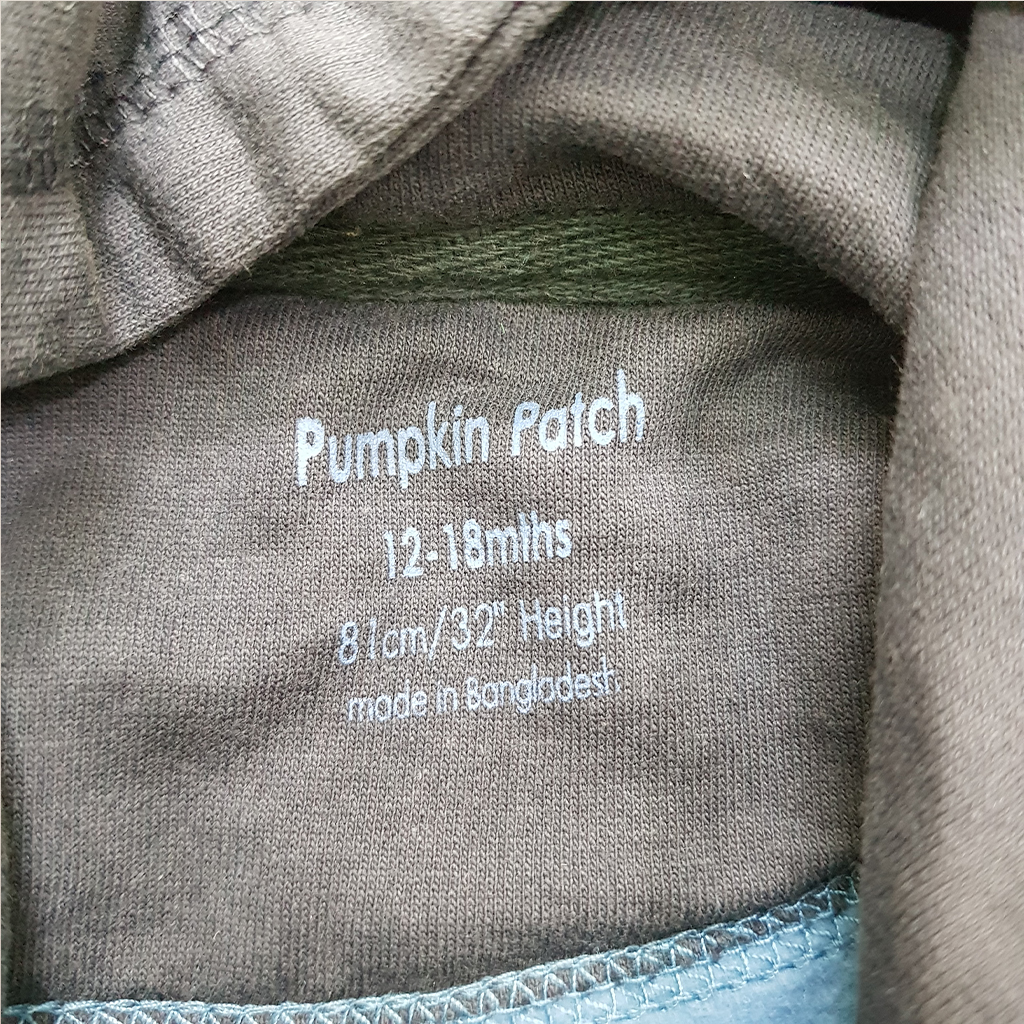 Pumpkin Patch
12-18mths
81cm/32" Height
made in Bangladesh